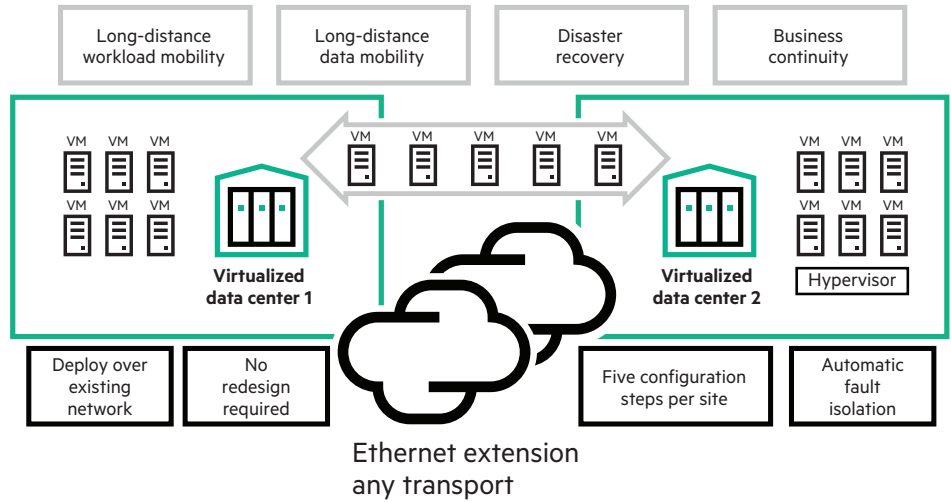 Long-distance
workload mobility
Long-distance
data mobility
Disaster
recovery
Business
continuity
VM VM VM
VM VM VM
Virtualized
data center 1
VM VM VM VM VM
Virtualized
data center 2
VM VM VM
VM VM VM
Hypervisor
Deploy over
existing
network
No
redesign
required
Five configuration
steps per site
Automatic
fault
isolation
Ethernet extension
any transport